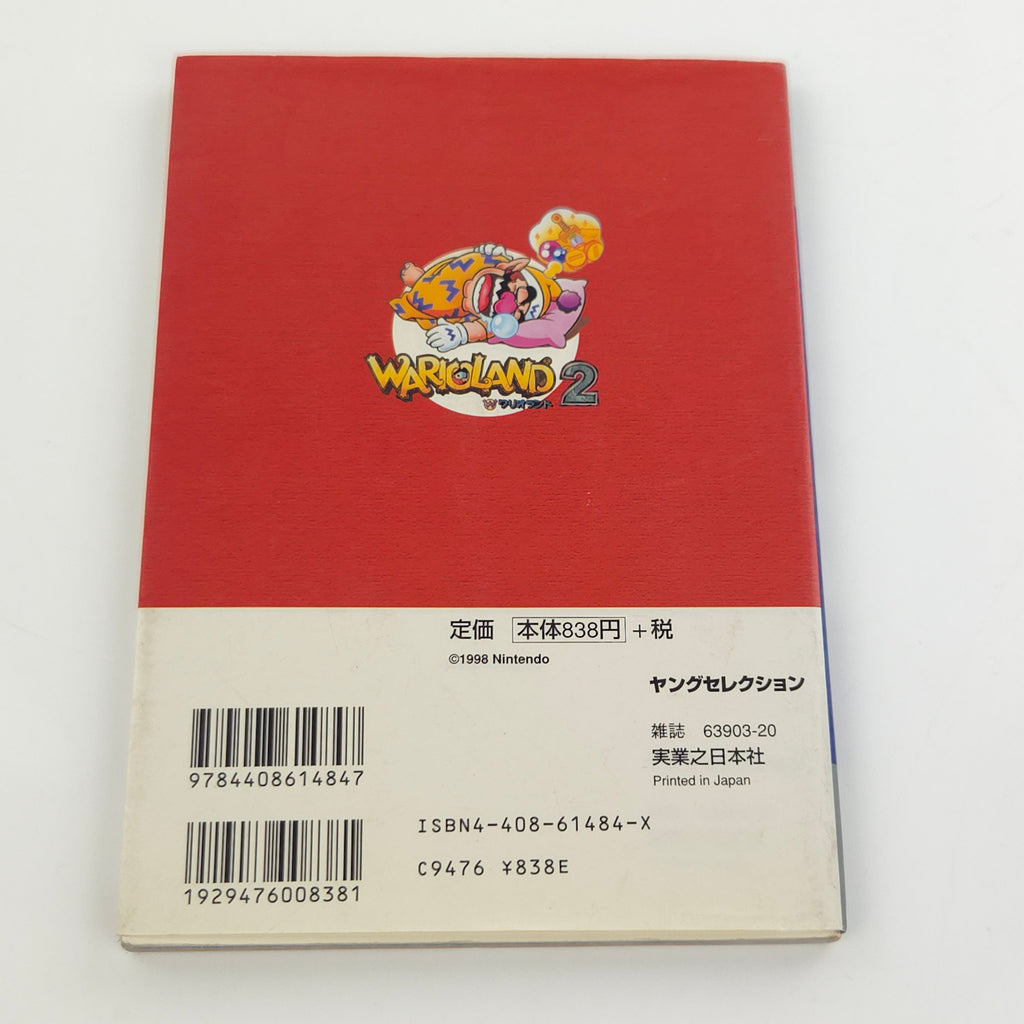 WARIOLAND 2
ワリオランド
定価 本体838円 +税
©1998 Nintendo
ヤングセレクション
雑誌 63903-20
実業之日本社
Printed in Japan
9784408614847
ISBN4-408-61484-X
C9476 ¥838E
1929476008381